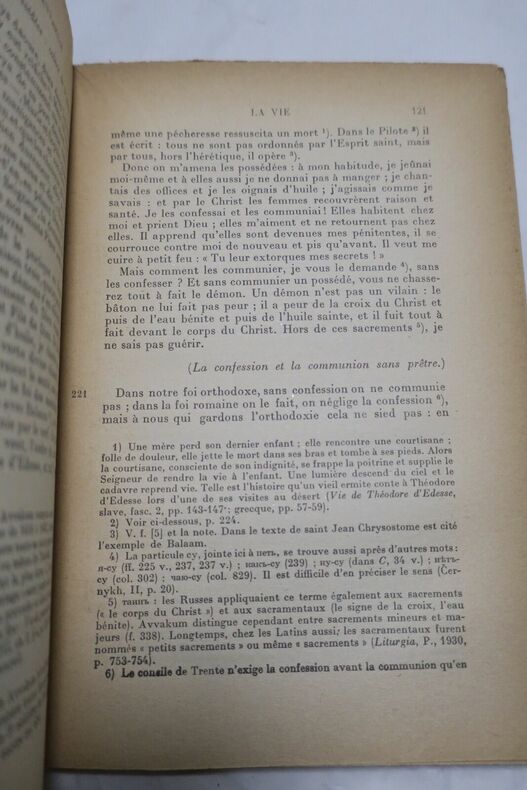 LA VIE 121
même une pécheresse ressuscita un mort ¹). Dans le Pilote ²) il
est écrit : tous ne sont pas ordonnés par l'Esprit saint, mais
par tous, hors l'hérétique, il opère ³).
Donc on m'amena les possédées : à mon habitude, je jeûnai
moi-même et à elles aussi je ne donnai pas à manger ; je chan-
tais des offices et je les oignais d'huile ; j'agissais comme je
savais : et par le Christ les femmes recouvrèrent raison et
santé. Je les confessai et les communiai ! Elles habitent chez
moi et prient Dieu ; elles m'aiment et ne retournent pas chez
elles. Il apprend qu'elles sont devenues mes pénitentes, il se
courrouce contre moi de nouveau et pis qu'avant. Il veut me
cuire à petit feu : « Tu leur extorques mes secrets ! »
Mais comment les communier, je vous le demande ⁴), sans
les confesser ? Et sans communier un possédé, vous ne chasse-
rez tout à fait le démon. Un démon n'est pas un vilain : le
bâton ne lui fait pas peur ; il a peur de la croix du Christ et
puis de l'eau bénite et puis de l'huile sainte, et il fuit tout à
fait devant le corps du Christ. Hors de ces sacrements ⁵), je
ne sais pas guérir.
(La confession et la communion sans prêtre.)
221 Dans notre foi orthodoxe, sans confession on ne communie
pas ; dans la foi romaine on le fait, on néglige la confession ⁶),
mais à nous qui gardons l'orthodoxie cela ne sied pas : en
1) Une mère perd son dernier enfant ; elle rencontre une courtisane ;
folle de douleur, elle jette le mort dans ses bras et tombe à ses pieds. Alors
la courtisane, consciente de son indignité, se frappe la poitrine et supplie le
Seigneur de rendre la vie à l'enfant. Une lumière descend du ciel et le
cadavre reprend vie. Telle est l'histoire qu'un vieil ermite conte à Théodore
d'Edesse lors d'une de ses visites au désert (Vie de Théodore d'Edesse,
slave, fasc. 2, pp. 143-147 ; grecque, pp. 57-59).
2) Voir ci-dessous, p. 224.
3) V. f. [5] et la note. Dans le texte de saint Jean Chrysostome est cité
l'exemple de Balaam.
4) La particule су, jointe ici à петь, se trouve aussi après d'autres mots :
я-су (ff. 225 v., 237, 237 v.) ; какъ-су (239) ; ну-су (dans C, 34 v.) ; нѣтъ-
су (col. 302) ; чаю-су (col. 829). Il est difficile d'en préciser le sens (Čer-
nykh, II, p. 20).
5) таинъ : les Russes appliquaient ce terme également aux sacrements
(« le corps du Christ ») et aux sacramentaux (le signe de la croix, l'eau
bénite). Avvakum distingue cependant entre sacrements mineurs et ma-
jeurs (f. 338). Longtemps, chez les Latins aussi, les sacramentaux furent
nommés « petits sacrements » ou même « sacrements » (Liturgia, P., 1930,
p. 753-754).
6) Le concile de Trente n'exige la confession avant la communion qu'en